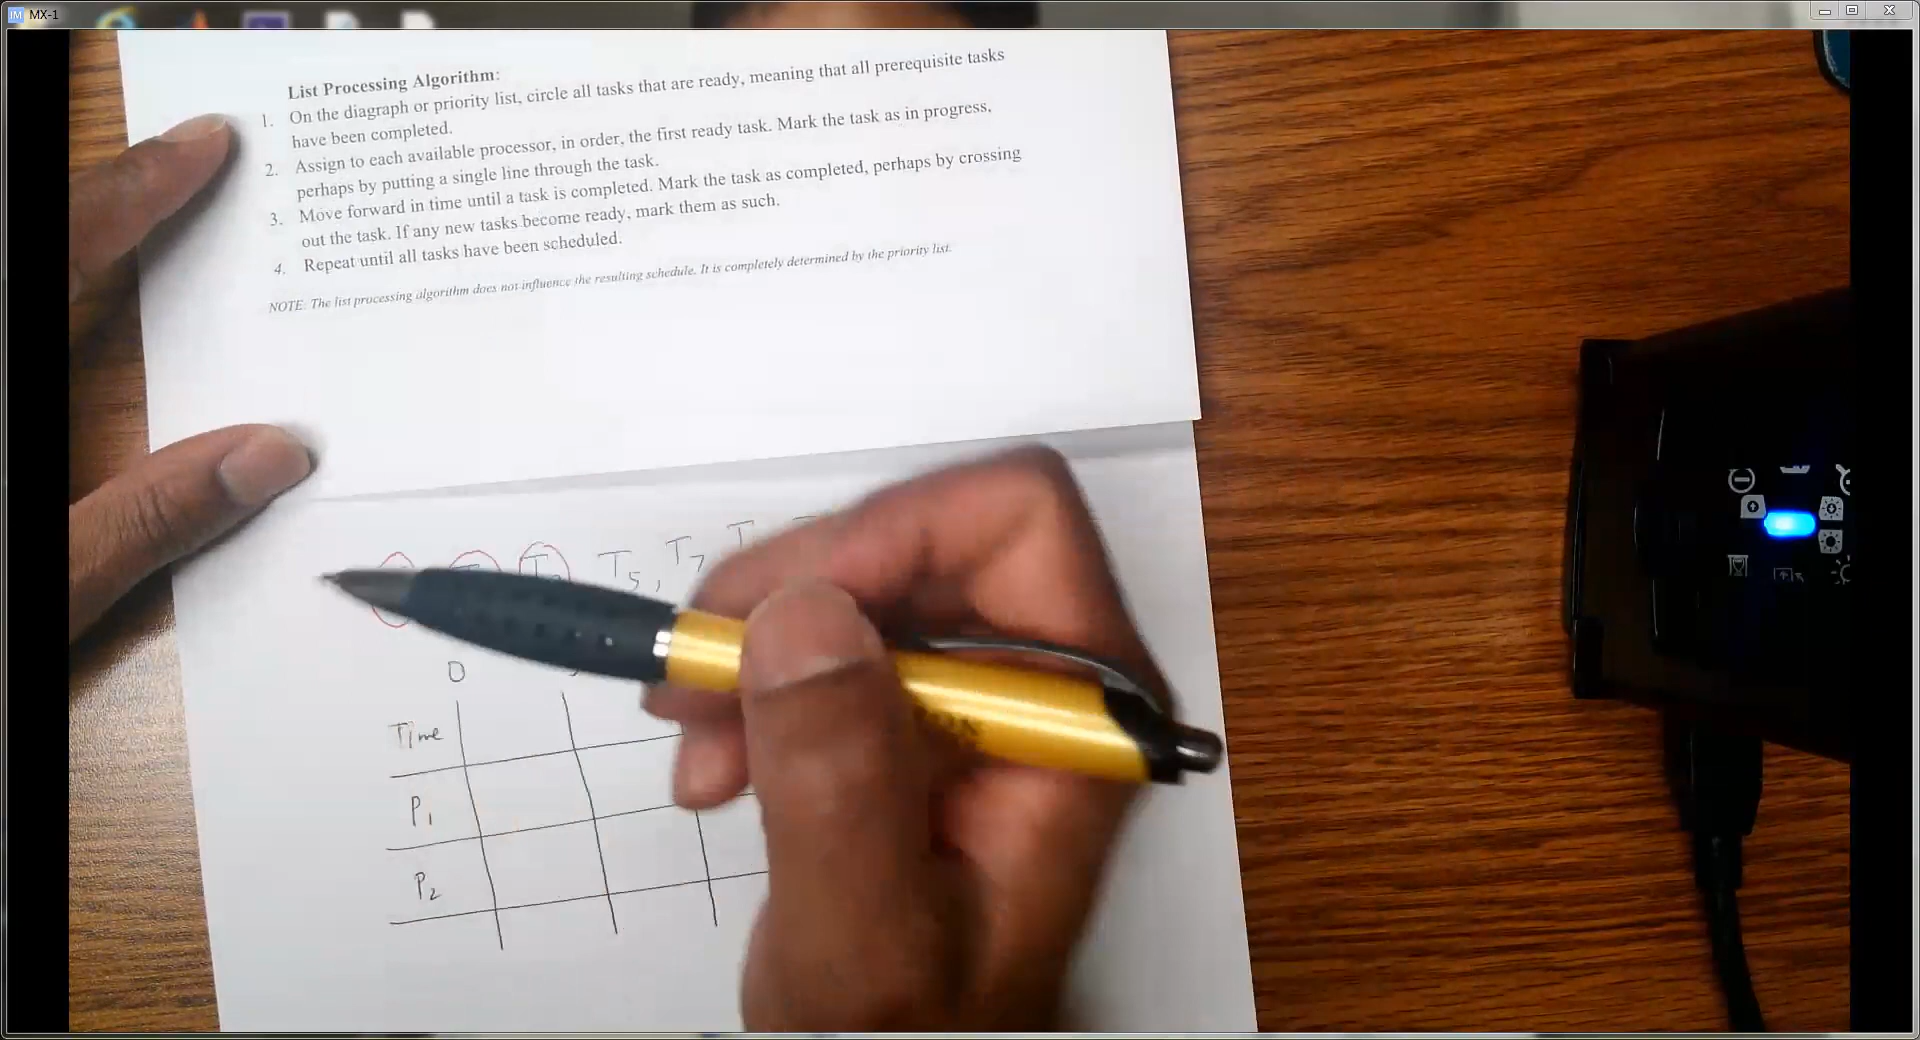 MX-1
List Processing Algorithm:
1. On the diagraph or priority list, circle all tasks that are ready, meaning that all prerequisite tasks
have been completed.
2. Assign to each available processor, in order, the first ready task. Mark the task as in progress,
perhaps by putting a single line through the task.
3. Move forward in time until a task is completed. Mark the task as completed, perhaps by crossing
out the task. If any new tasks become ready, mark them as such.
4. Repeat until all tasks have been scheduled.
NOTE: The list processing algorithm does not influence the resulting schedule. It is completely determined by the priority list.
T5, T7
0
Time
P1
P2